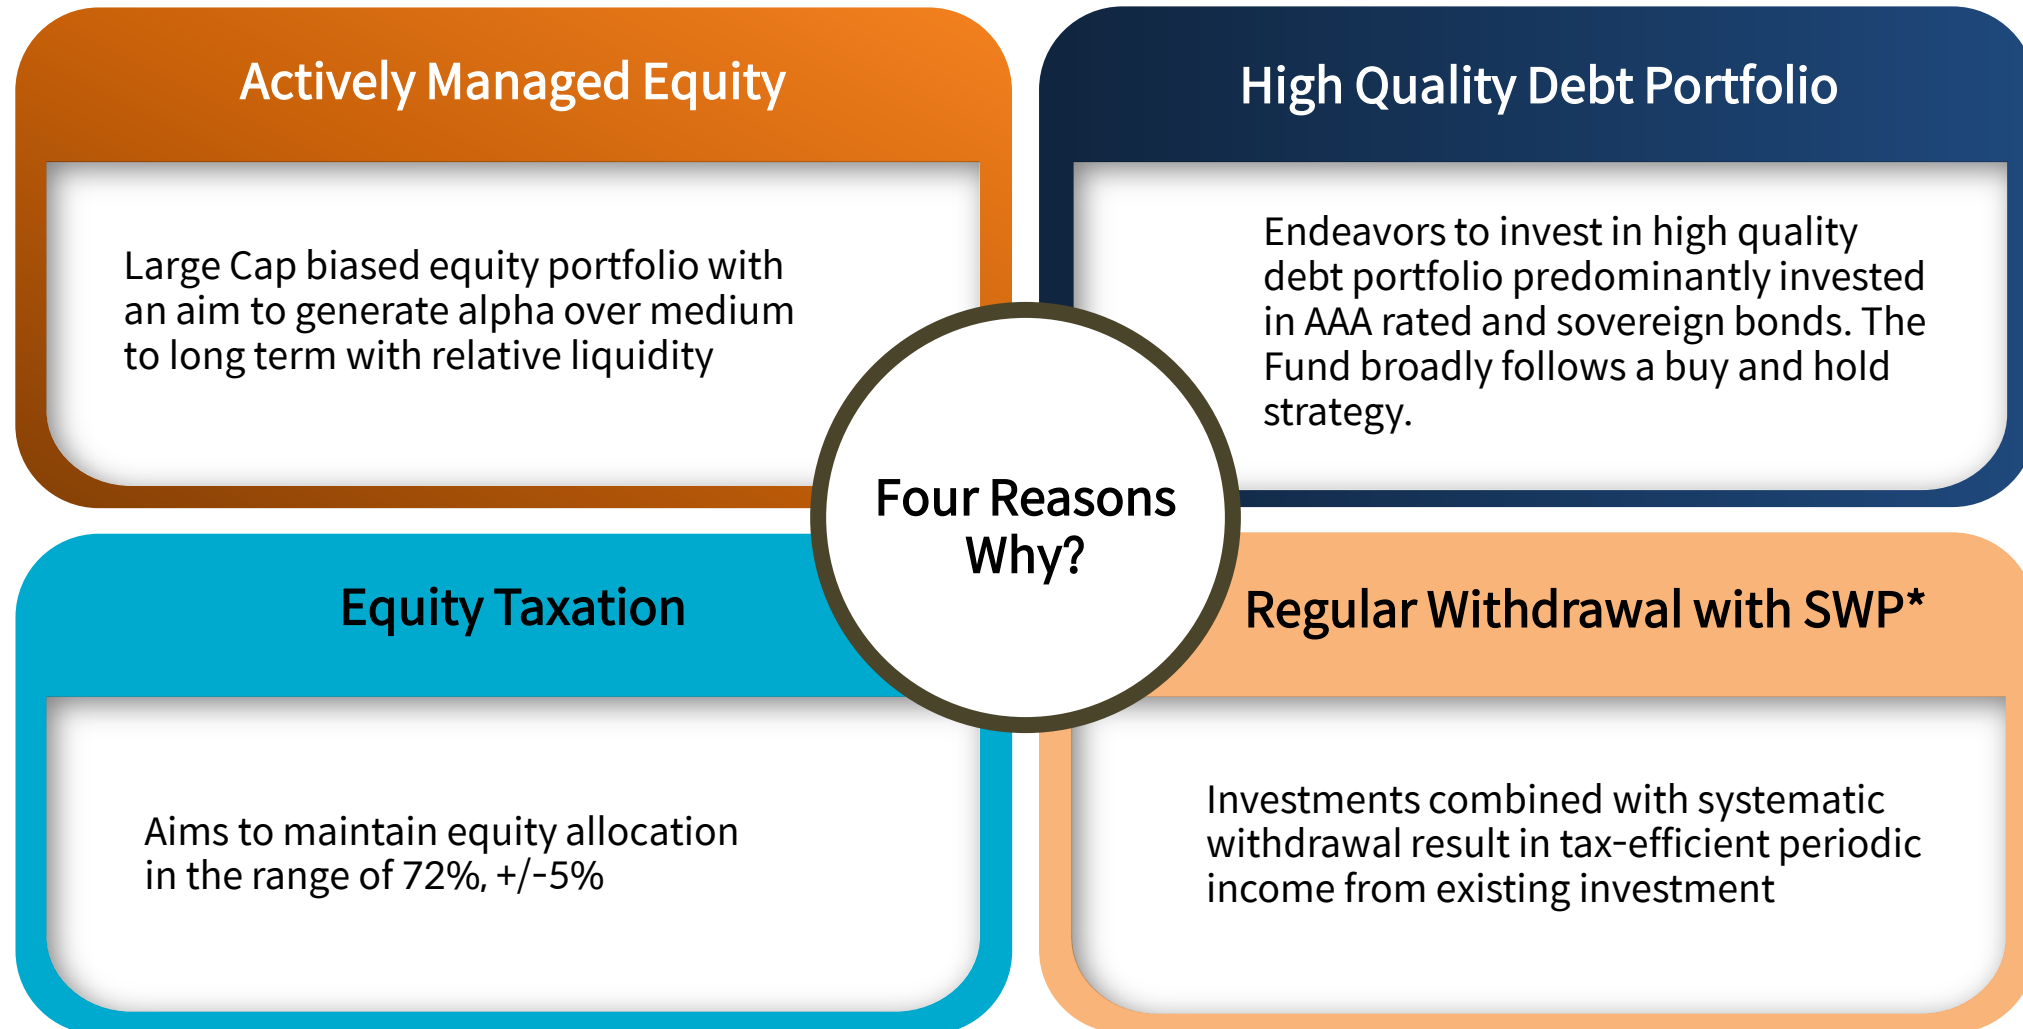 Actively Managed Equity
Large Cap biased equity portfolio with
an aim to generate alpha over medium
to long term with relative liquidity
High Quality Debt Portfolio
Endeavors to invest in high quality
debt portfolio predominantly invested
in AAA rated and sovereign bonds. The
Fund broadly follows a buy and hold
strategy.
Four Reasons
Why?
Equity Taxation
Aims to maintain equity allocation
in the range of 72%, +/-5%
Regular Withdrawal with SWP*
Investments combined with systematic
withdrawal result in tax-efficient periodic
income from existing investment